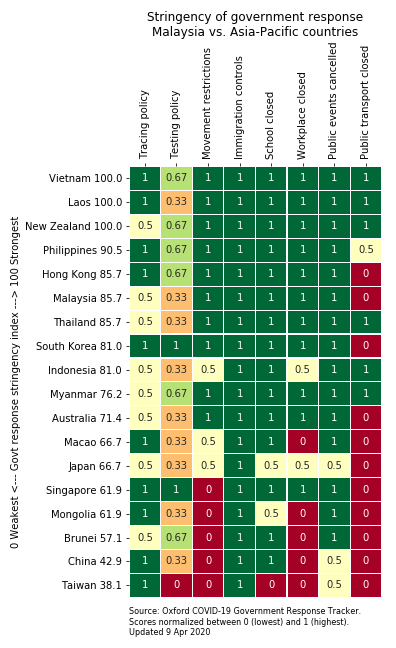 Stringency of government response
Malaysia vs. Asia-Pacific countries
Tracing policy
Testing policy
Movement restrictions
Immigration controls
School closed
Workplace closed
Public events cancelled
Public transport closed
0 Weakest <--- Govt response stringency index ---> 100 Strongest
Vietnam 100.0 1 0.67 1 1 1 1 1 1
Laos 100.0 1 0.33 1 1 1 1 1 1
New Zealand 100.0 0.5 0.67 1 1 1 1 1 1
Philippines 90.5 1 0.67 1 1 1 1 1 0.5
Hong Kong 85.7 1 0.67 1 1 1 1 1 0
Malaysia 85.7 0.5 0.33 1 1 1 1 1 0
Thailand 85.7 0.5 0.33 1 1 1 1 1 1
South Korea 81.0 1 1 1 1 1 1 1 0
Indonesia 81.0 0.5 0.33 0.5 1 1 0.5 1 1
Myanmar 76.2 0.5 0.67 1 1 1 1 1 1
Australia 71.4 0.5 0.33 1 1 1 1 1 0
Macao 66.7 1 0.33 0.5 1 1 0 1 0
Japan 66.7 0.5 0.33 0.5 1 0.5 0.5 0.5 0
Singapore 61.9 1 1 0 1 1 1 1 0
Mongolia 61.9 1 0.33 0 1 0.5 0 1 0
Brunei 57.1 0.5 0.67 0 1 1 0 1 0
China 42.9 1 0.33 0 1 1 0 0.5 0
Taiwan 38.1 1 0 0 1 0 0 0.5 0
Source: Oxford COVID-19 Government Response Tracker.
Scores normalized between 0 (lowest) and 1 (highest).
Updated 9 Apr 2020